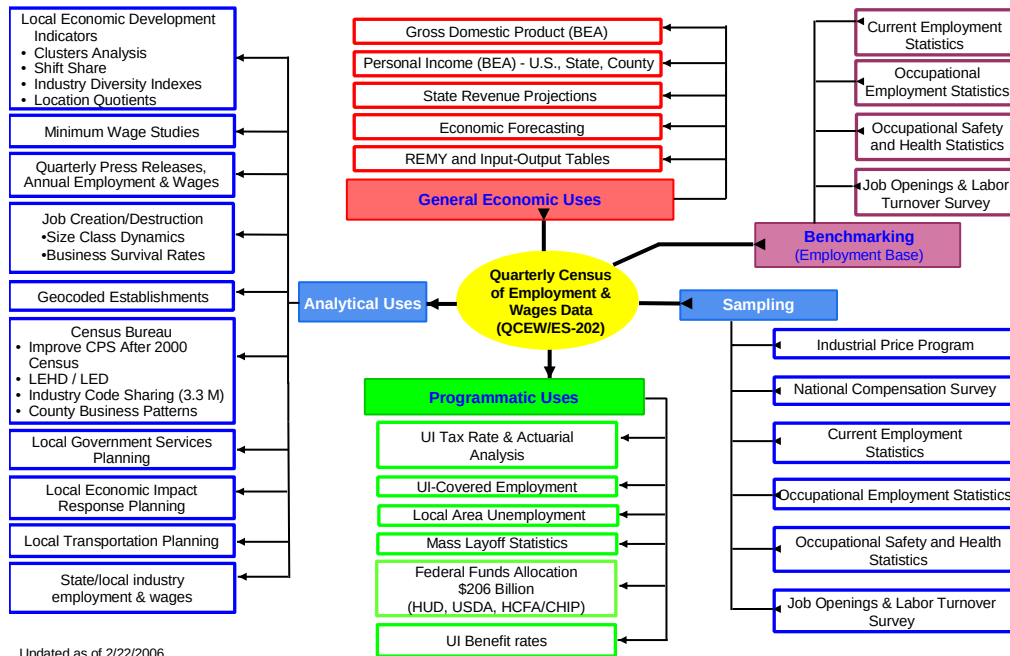 Local Economic Development
Indicators
• Clusters Analysis
• Shift Share
• Industry Diversity Indexes
• Location Quotients
Minimum Wage Studies
Quarterly Press Releases,
Annual Employment & Wages
Job Creation/Destruction
•Size Class Dynamics
•Business Survival Rates
Geocoded Establishments
Census Bureau
• Improve CPS After 2000
Census
• LEHD / LED
• Industry Code Sharing (3.3 M)
• County Business Patterns
Local Government Services
Planning
Local Economic Impact
Response Planning
Local Transportation Planning
State/local industry
employment & wages
Updated as of 2/22/2006
Analytical Uses
Gross Domestic Product (BEA)
Personal Income (BEA) - U.S., State, County
State Revenue Projections
Economic Forecasting
REMY and Input-Output Tables
General Economic Uses
Quarterly Census
of Employment &
Wages Data
(QCEW/ES-202)
Programmatic Uses
UI Tax Rate & Actuarial
Analysis
UI-Covered Employment
Local Area Unemployment
Mass Layoff Statistics
Federal Funds Allocation
$206 Billion
(HUD, USDA, HCFA/CHIP)
UI Benefit rates
Current Employment
Statistics
Occupational
Employment Statistics
Occupational Safety
and Health Statistics
Job Openings & Labor
Turnover Survey
Benchmarking
(Employment Base)
Sampling
Industrial Price Program
National Compensation Survey
Current Employment
Statistics
Occupational Employment Statistics
Occupational Safety and Health
Statistics
Job Openings & Labor Turnover
Survey